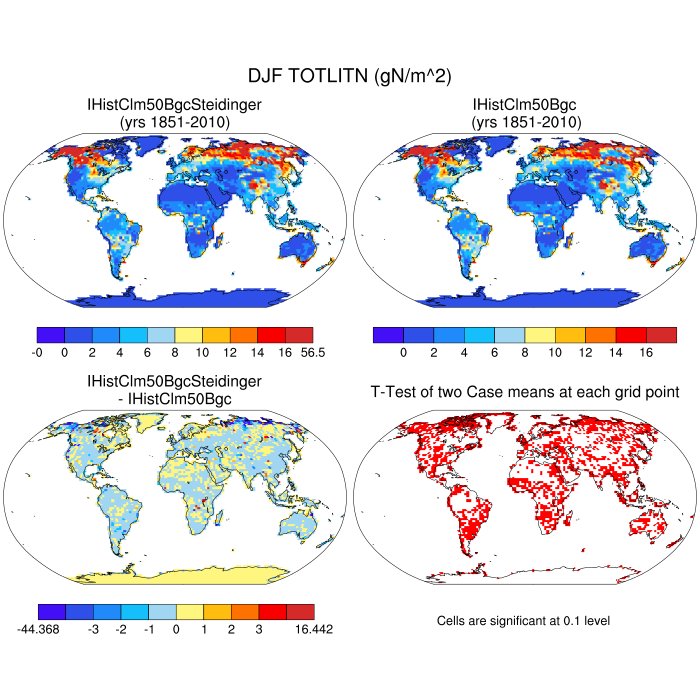 DJF TOTLITN (gN/m^2)
IHistClm50BgcSteidinger
(yrs 1851-2010)
IHistClm50Bgc
(yrs 1851-2010)
-0 0 2 4 6 8 10 12 14 16 56.5
0 2 4 6 8 10 12 14 16
IHistClm50BgcSteidinger
- IHistClm50Bgc
T-Test of two Case means at each grid point
-44.368 -3 -2 -1 0 1 2 3 16.442
Cells are significant at 0.1 level